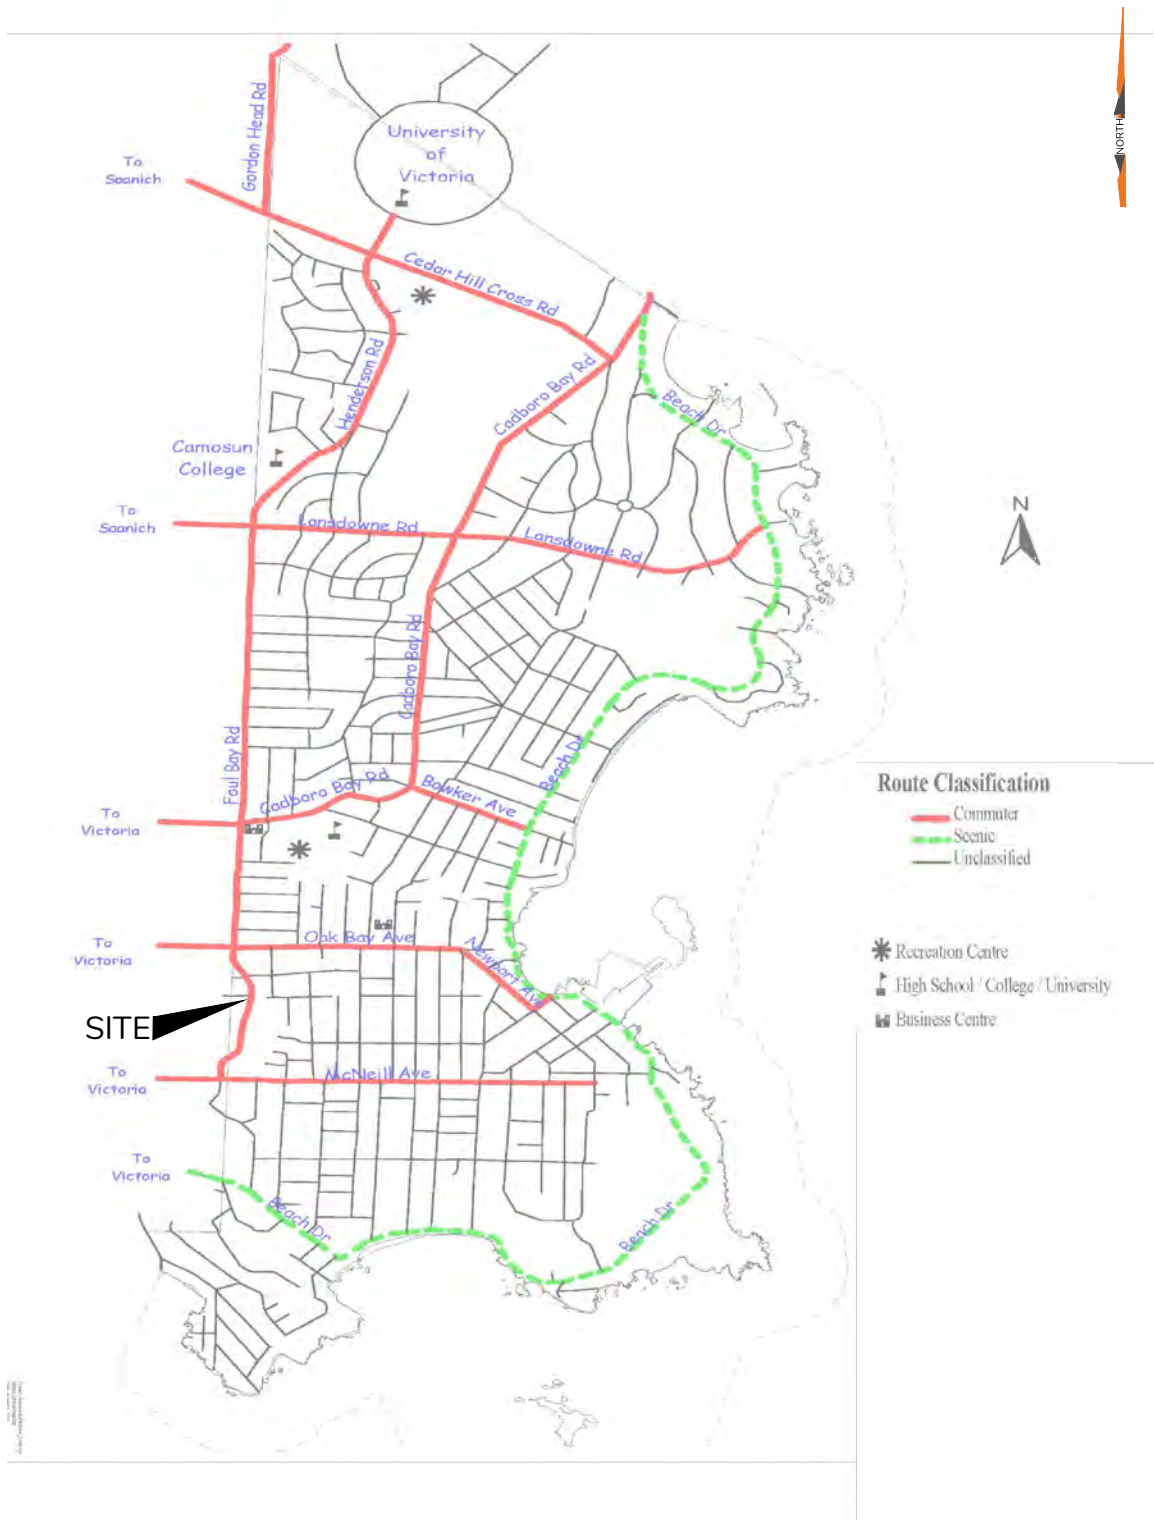 NORTH
Gordon Head Rd
University
of
Victoria
To
Saanich
Cedar Hill Cross Rd
Henderson Rd
Cadboro Bay Rd
Beach Dr
Camosun
College
To
Saanich
Lansdowne Rd
Lansdowne Rd
N
Cadboro Bay Rd
Foul Bay Rd
Beach Dr
Cadboro Bay Rd
Bowker Ave
To
Victoria
Route Classification
Commuter
Scenic
Unclassified
To
Victoria
Oak Bay Ave
Newport Ave
Recreation Centre
High School / College / University
Business Centre
SITE
To
Victoria
McNeill Ave
To
Victoria
Beach Dr
Beach Dr